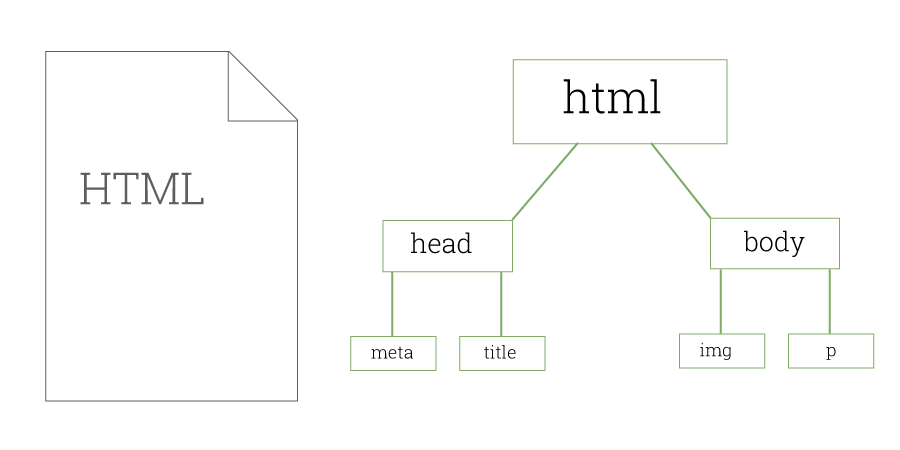 HTML
html
head
body
meta
title
img
p